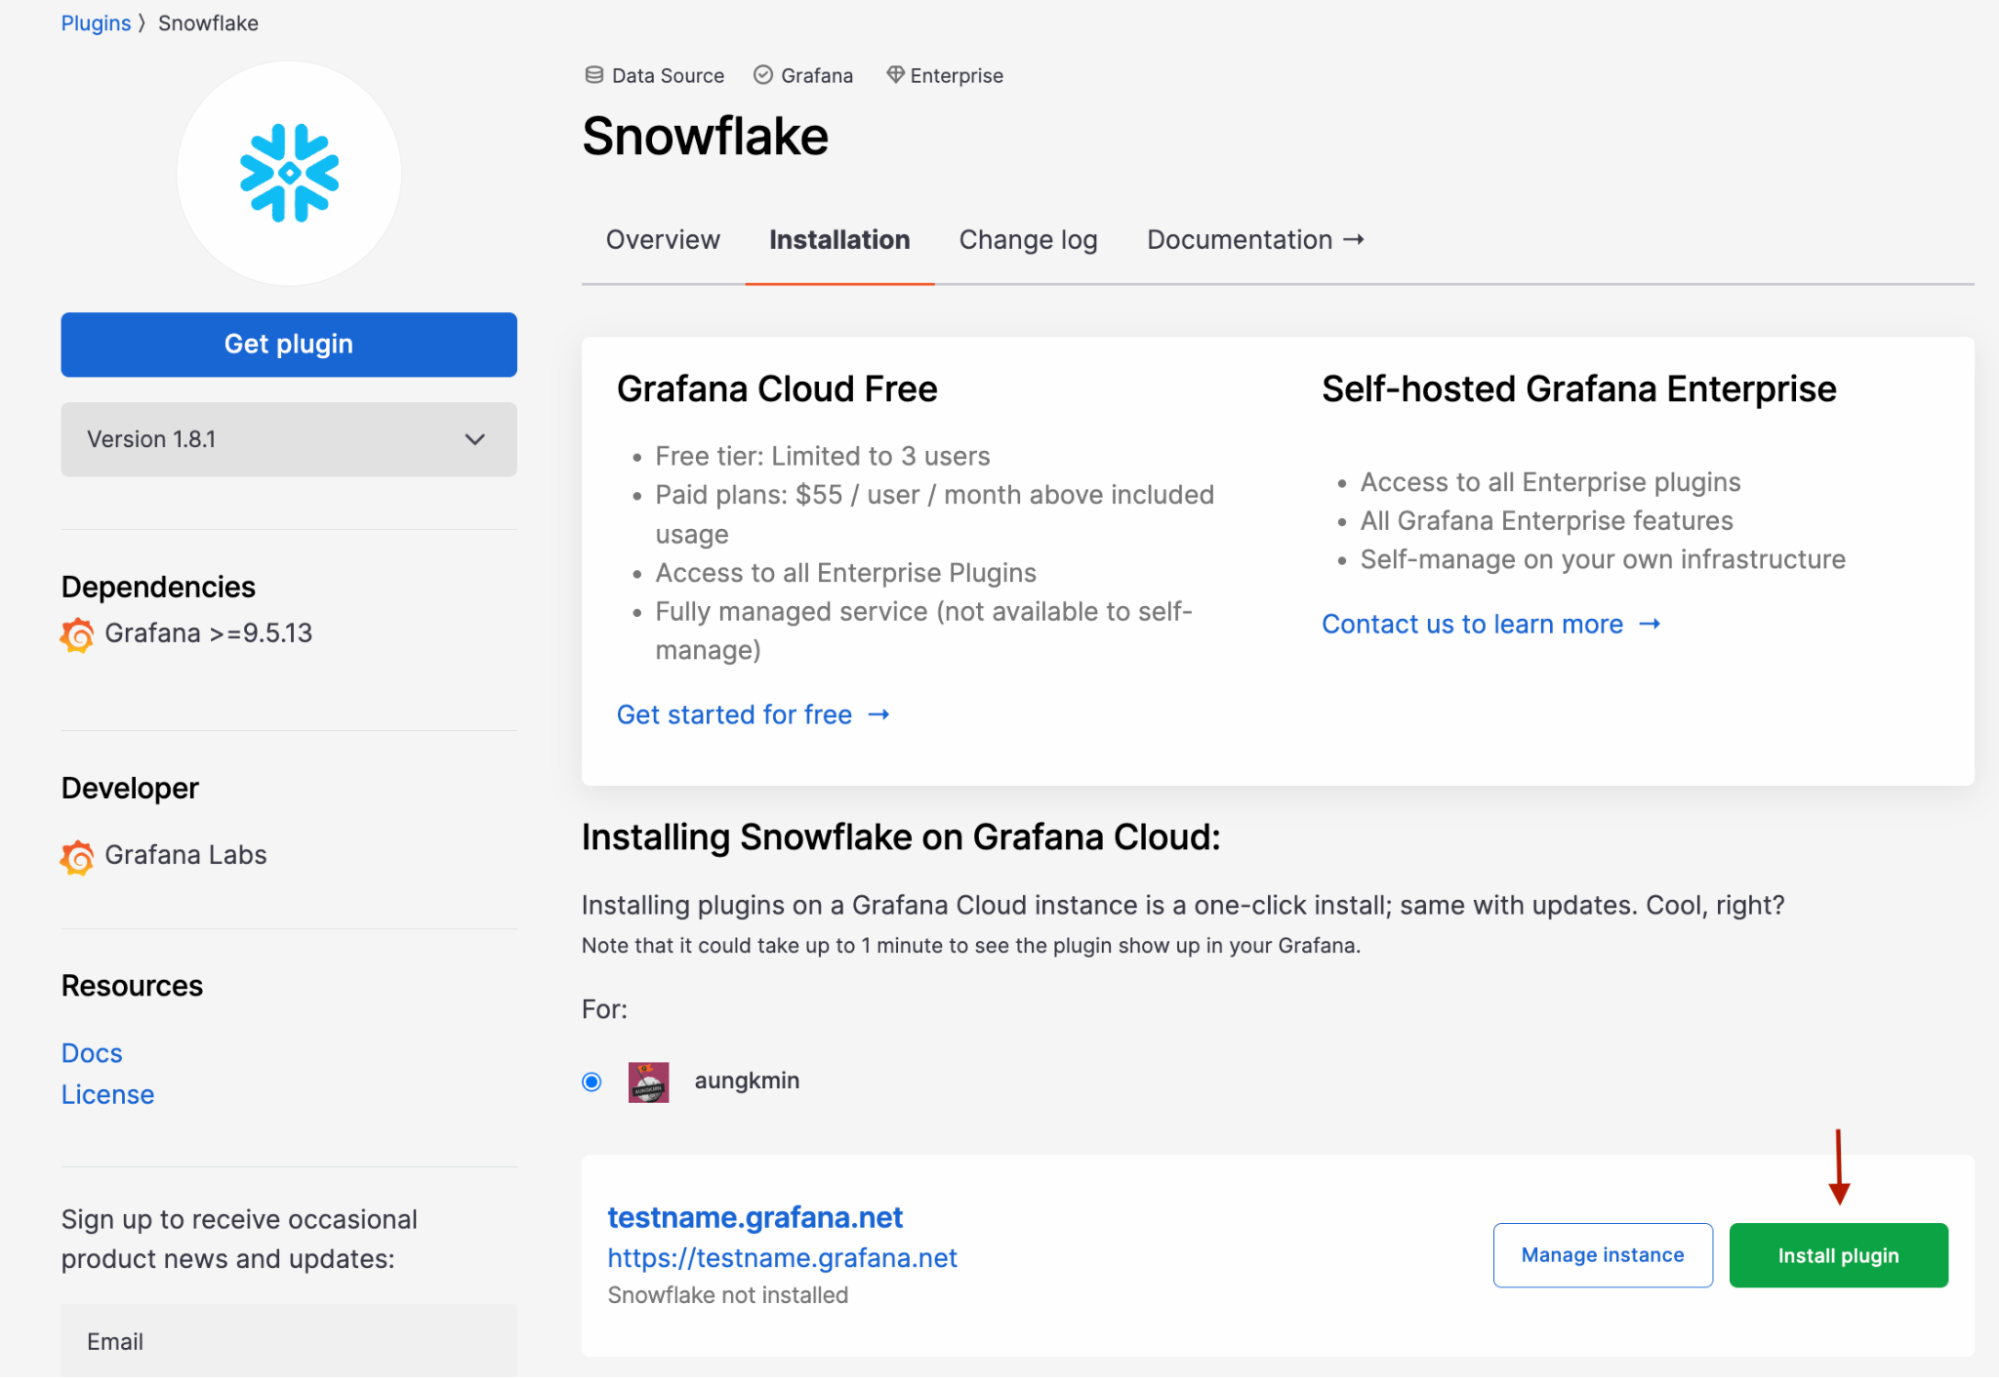 Plugins 〉 Snowflake
Get plugin
Version 1.8.1
Dependencies
Grafana >=9.5.13
Developer
Grafana Labs
Resources
Docs
License
Sign up to receive occasional
product news and updates:
Email
Data Source Grafana Enterprise
Snowflake
Overview Installation Change log Documentation →
Grafana Cloud Free
• Free tier: Limited to 3 users
• Paid plans: $55 / user / month above included
usage
• Access to all Enterprise Plugins
• Fully managed service (not available to self-
manage)
Get started for free →
Self-hosted Grafana Enterprise
• Access to all Enterprise plugins
• All Grafana Enterprise features
• Self-manage on your own infrastructure
Contact us to learn more →
Installing Snowflake on Grafana Cloud:
Installing plugins on a Grafana Cloud instance is a one-click install; same with updates. Cool, right?
Note that it could take up to 1 minute to see the plugin show up in your Grafana.
For:
aungkmin
testname.grafana.net
https://testname.grafana.net
Snowflake not installed
Manage instance
Install plugin